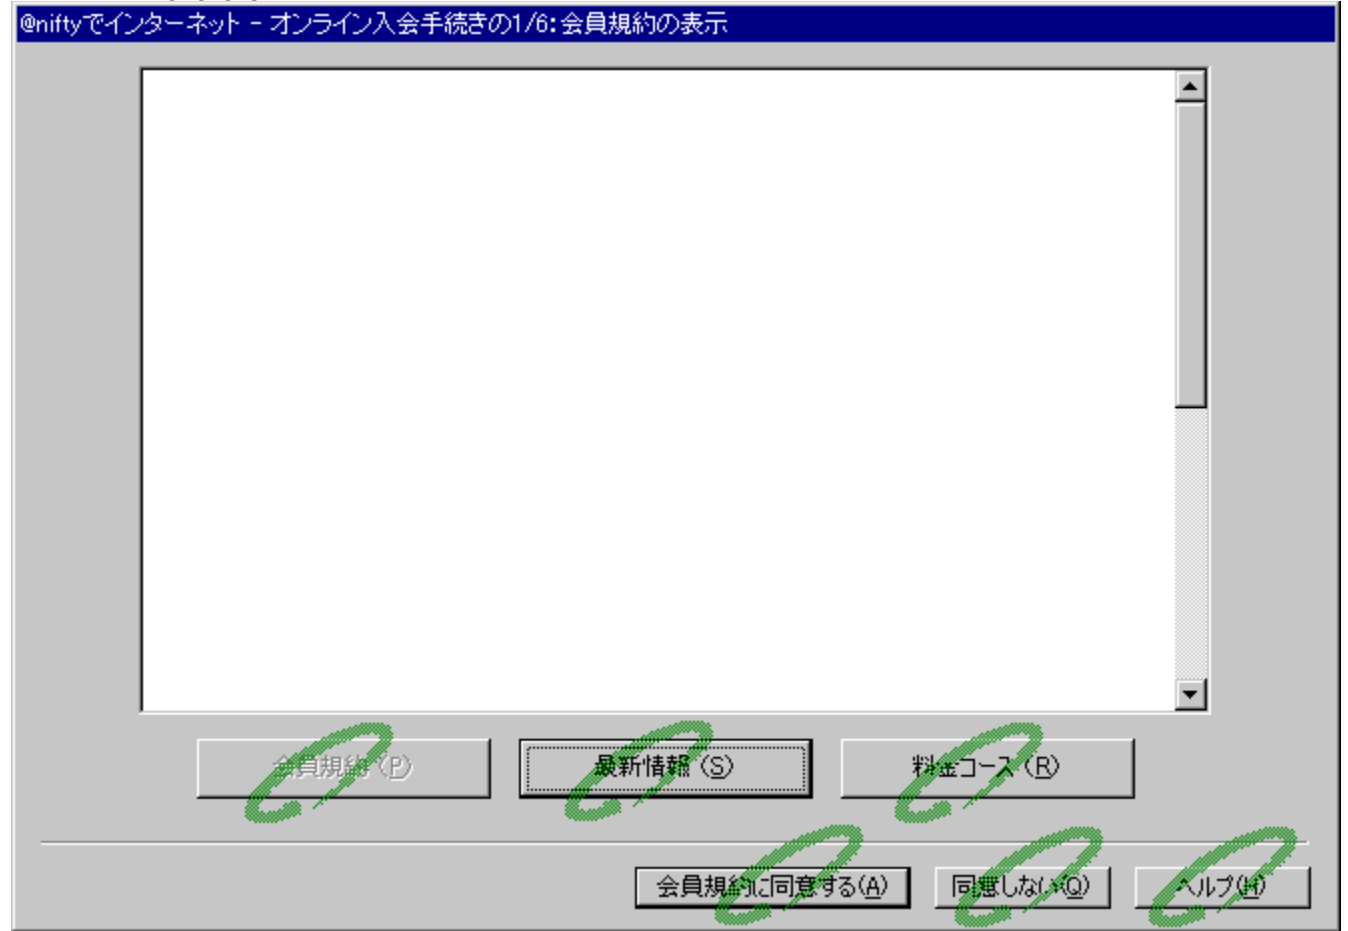 @niftyでインターネット - オンライン入会手続きの1/6:会員規約の表示
会員規約 (P)
最新情報 (S)
料金コース (R)
会員規約に同意する(A)
同意しない(Q)
ヘルプ(H)